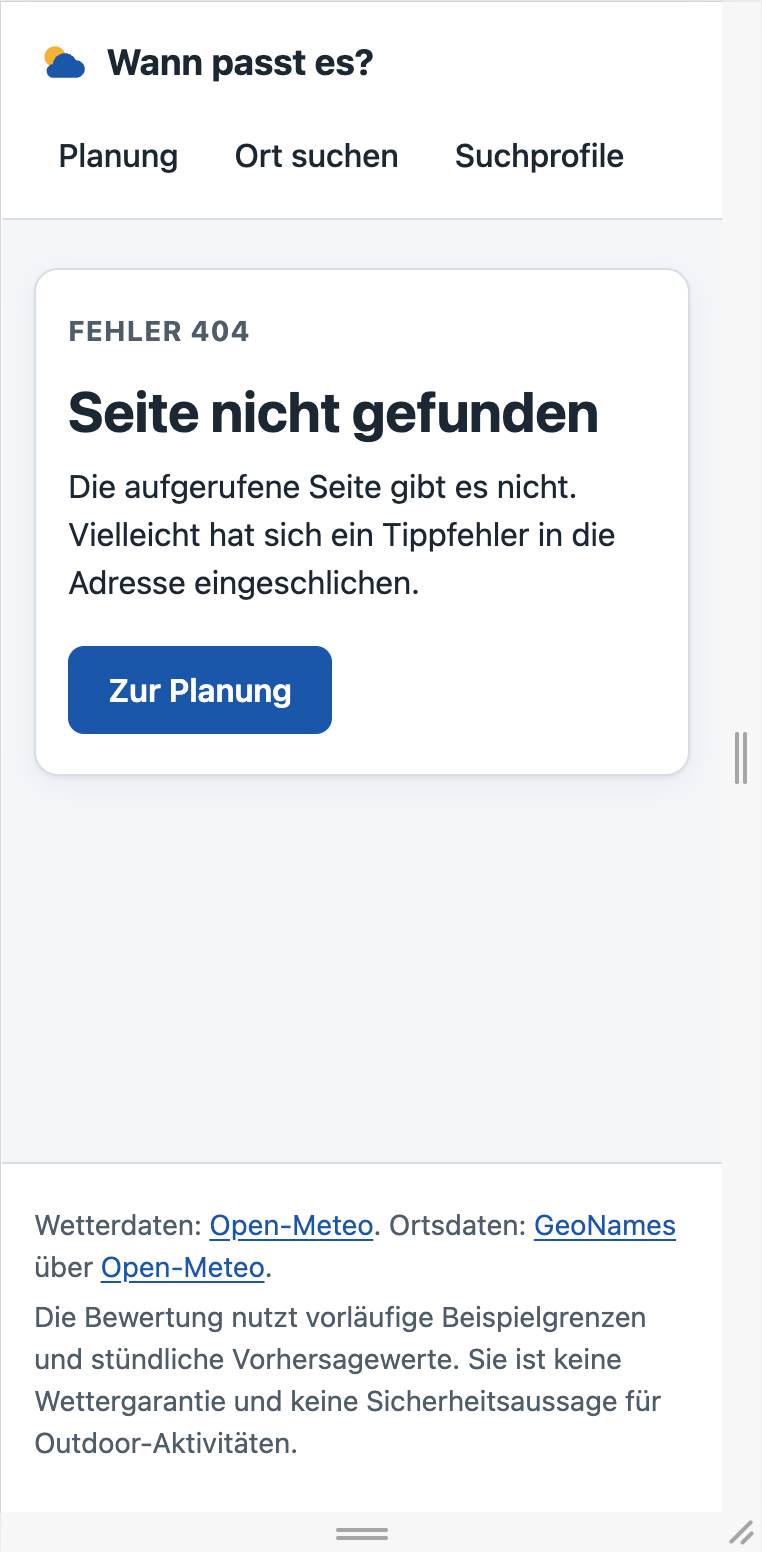 Wann passt es?
Planung Ort suchen Suchprofile
FEHLER 404
Seite nicht gefunden
Die aufgerufene Seite gibt es nicht.
Vielleicht hat sich ein Tippfehler in die
Adresse eingeschlichen.
Zur Planung
Wetterdaten: Open-Meteo. Ortsdaten: GeoNames
über Open-Meteo.
Die Bewertung nutzt vorläufige Beispielgrenzen
und stündliche Vorhersagewerte. Sie ist keine
Wettergarantie und keine Sicherheitsaussage für
Outdoor-Aktivitäten.